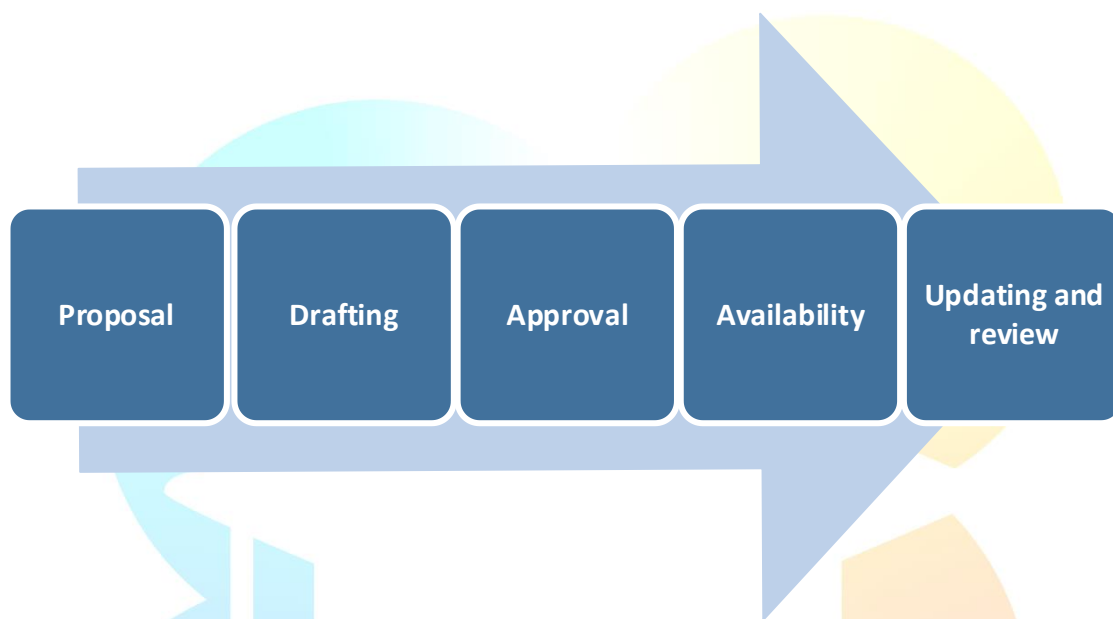 Proposal
Drafting
Approval
Availability
Updating and
review